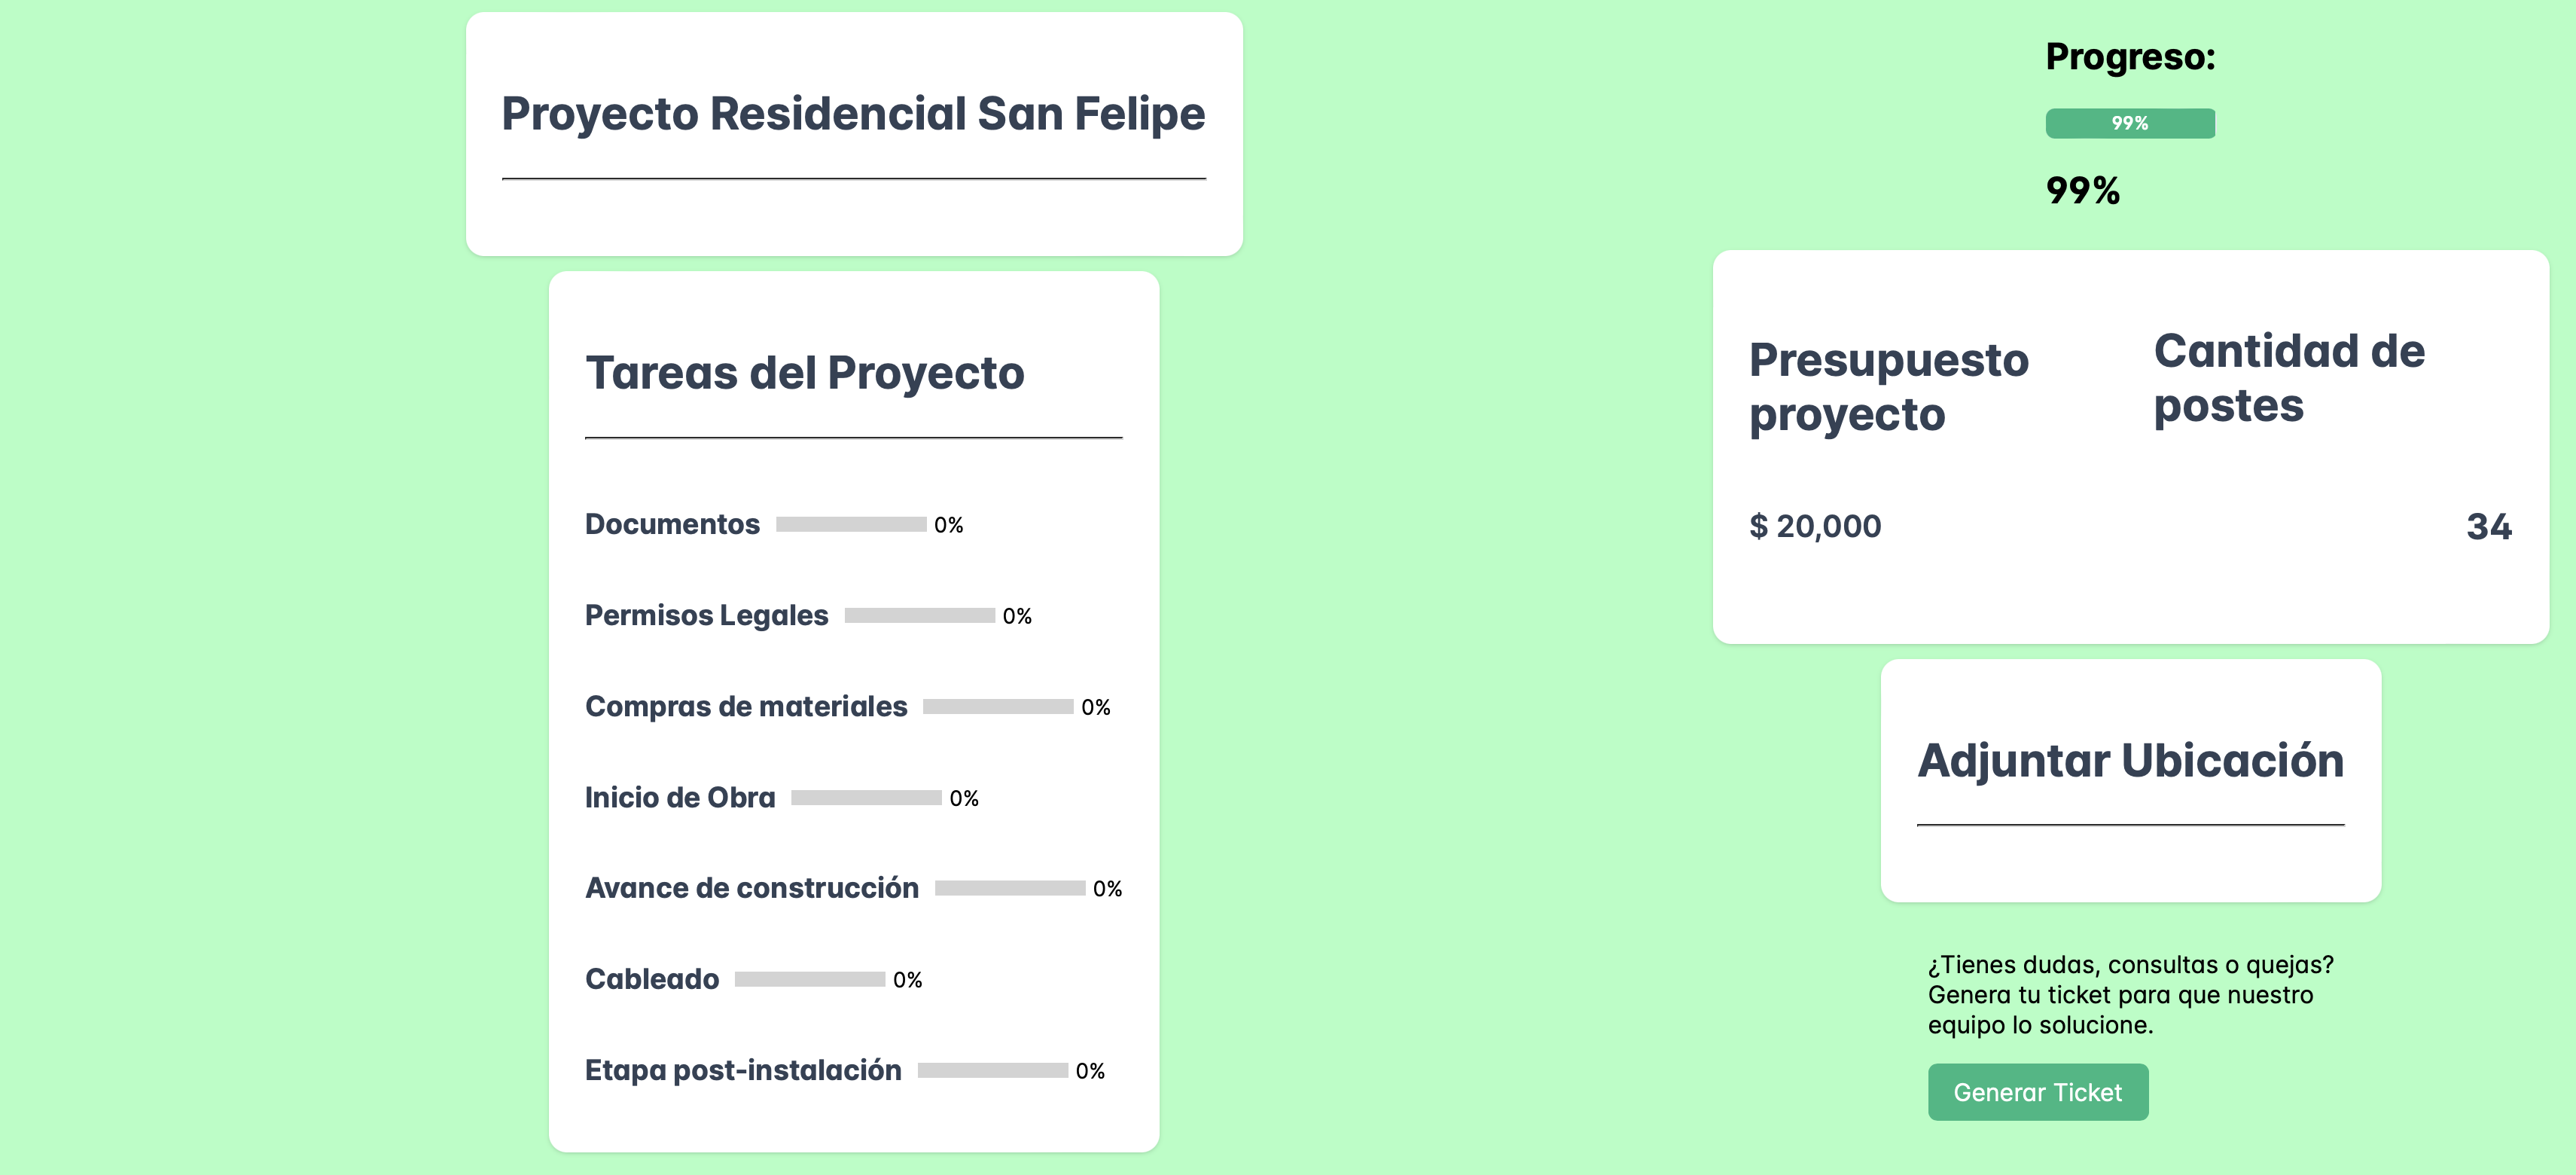 Proyecto Residencial San Felipe
Tareas del Proyecto
Documentos 0%
Permisos Legales 0%
Compras de materiales 0%
Inicio de Obra 0%
Avance de construcción 0%
Cableado 0%
Etapa post-instalación 0%
Progreso:
99%
99%
Presupuesto
proyecto
$ 20,000
Cantidad de
postes
34
Adjuntar Ubicación
¿Tienes dudas, consultas o quejas?
Genera tu ticket para que nuestro
equipo lo solucione.
Generar Ticket